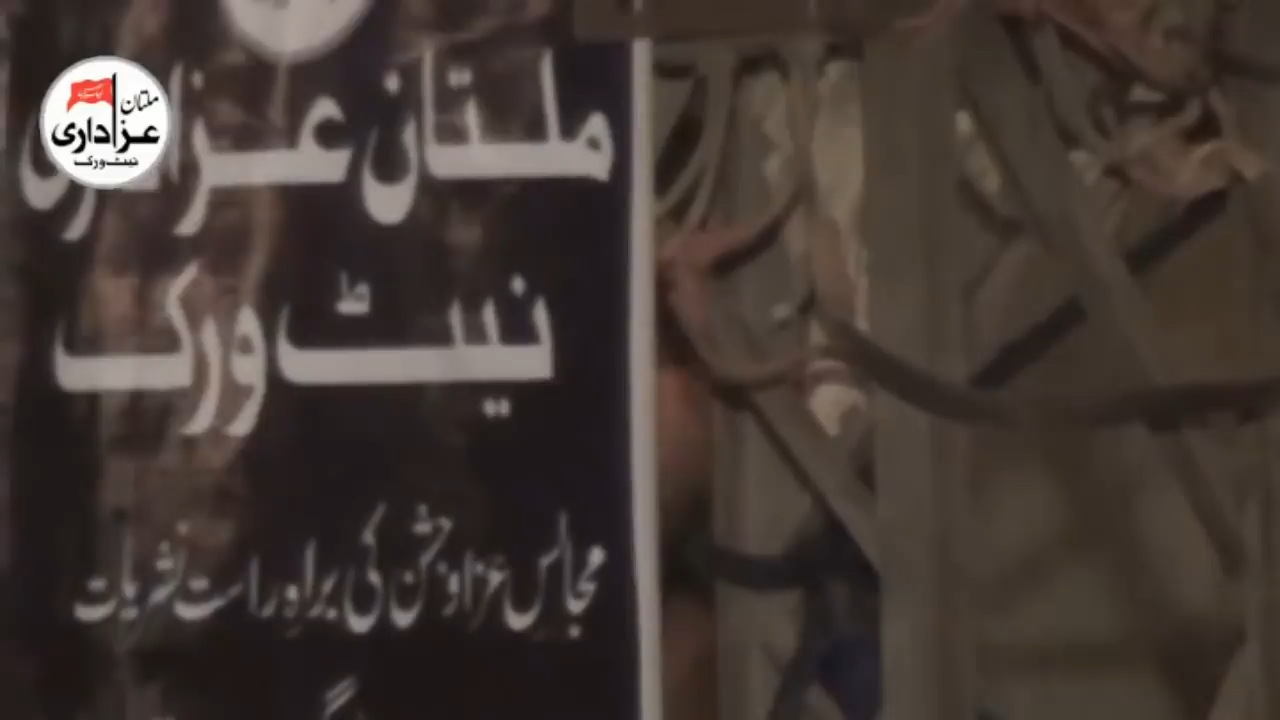 ملتان
عزاداری
نیٹ ورک
ملتان عزاداری
نیٹ ورک
مجالس عزا و جشن کی براہ راست نشریات